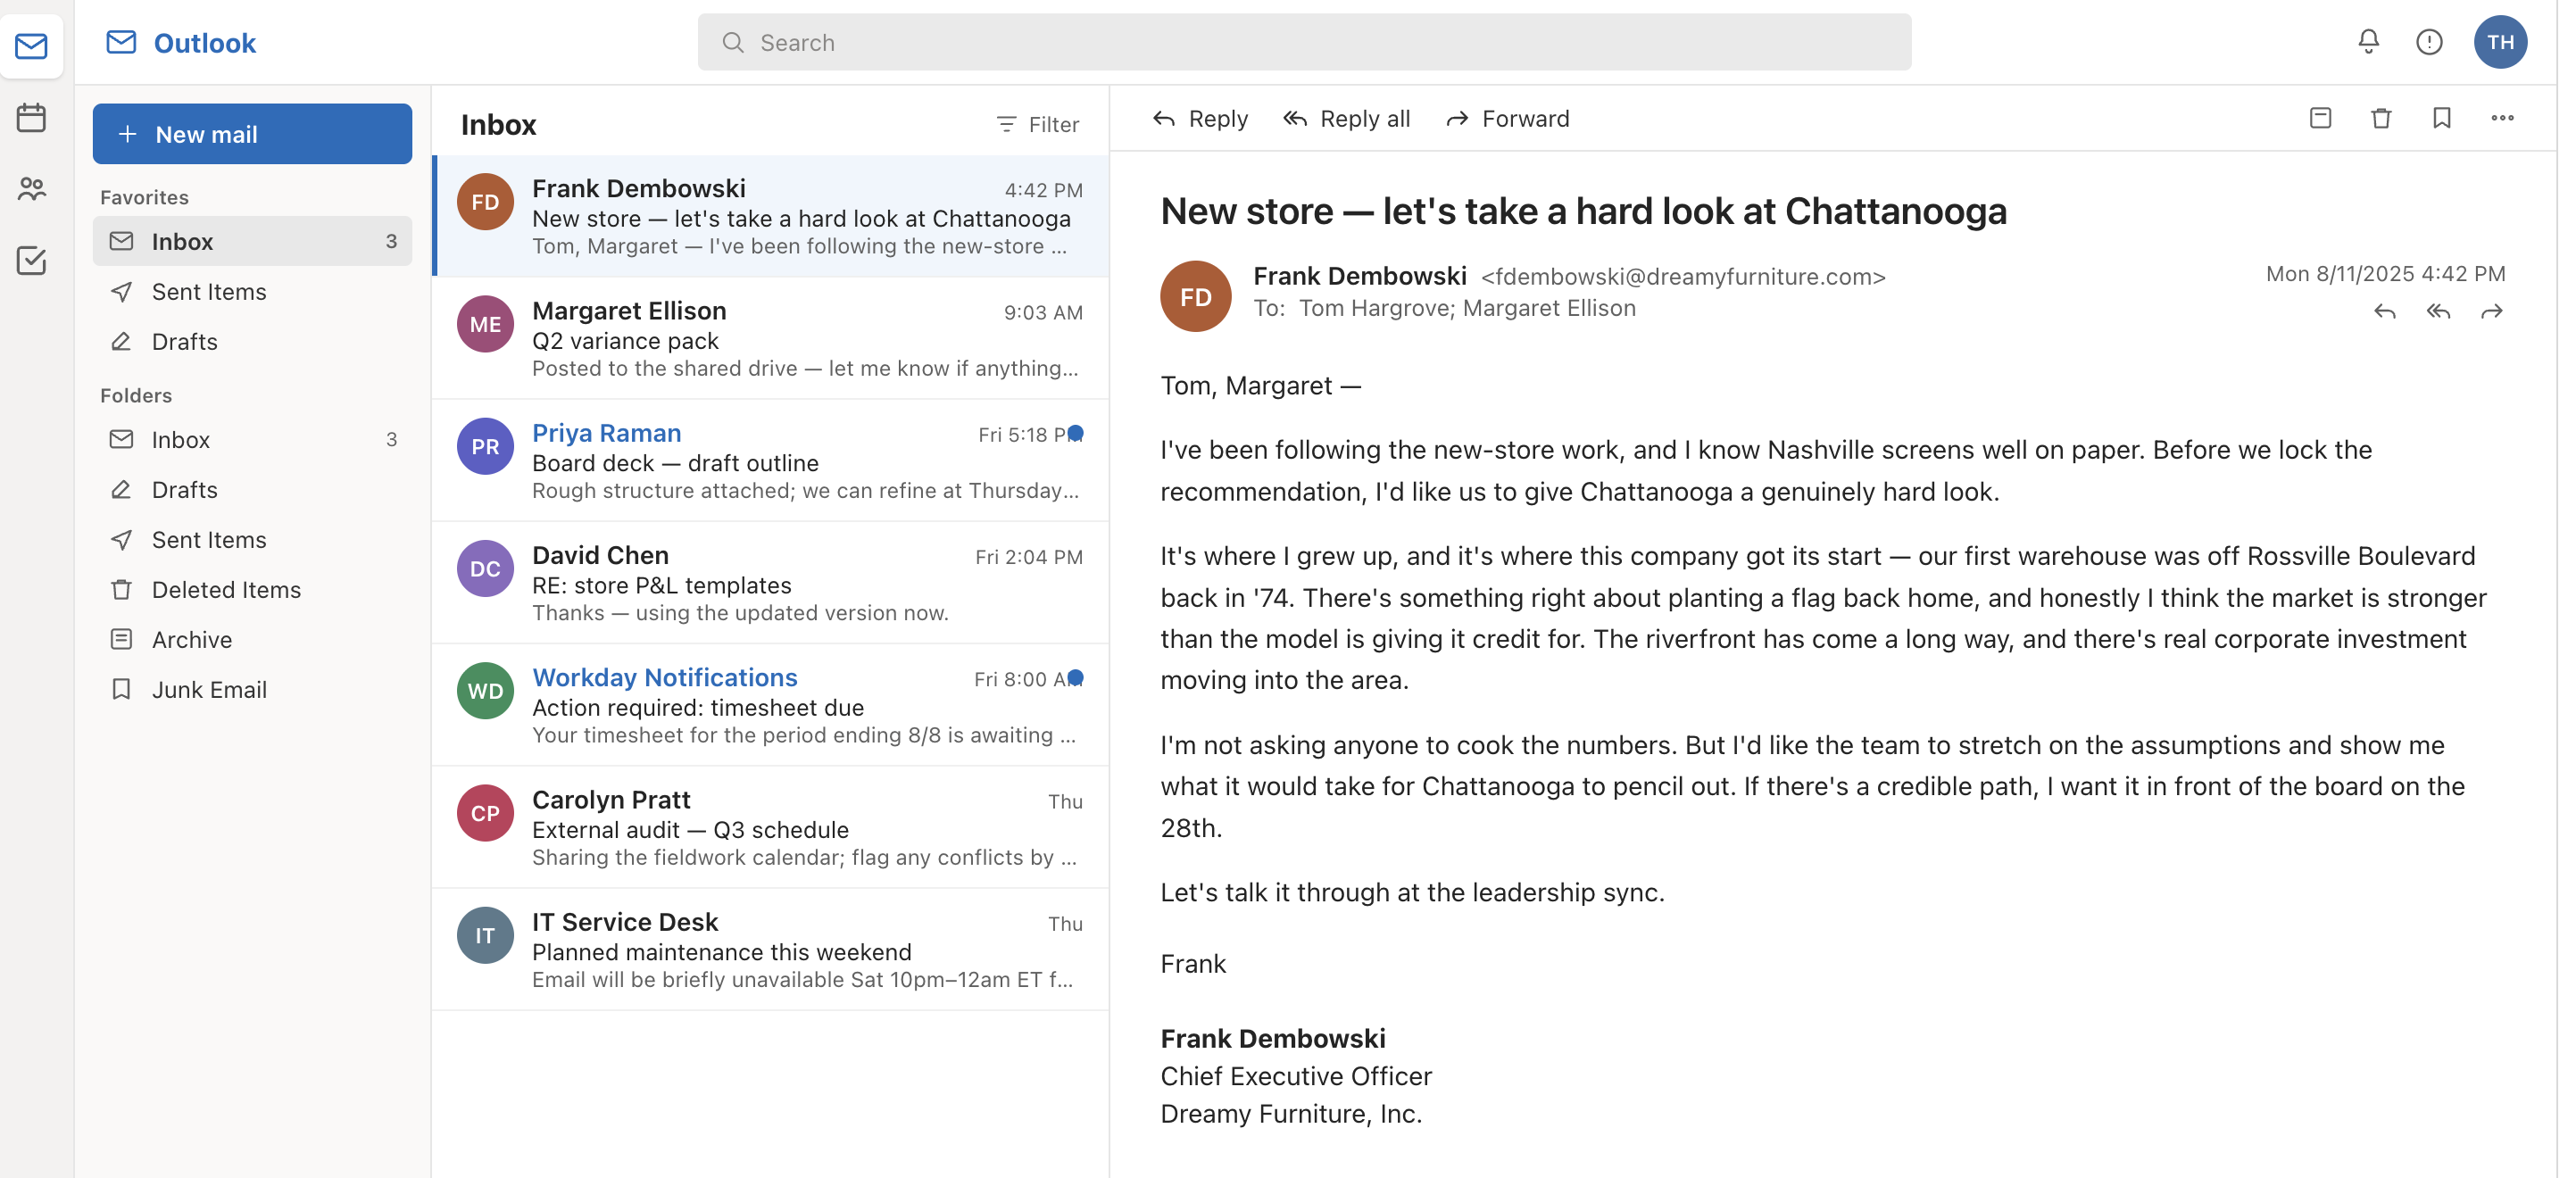 Outlook
Search
TH
New mail
Favorites
Inbox 3
Sent Items
Drafts
Folders
Inbox 3
Drafts
Sent Items
Deleted Items
Archive
Junk Email
Inbox
Filter
FD
Frank Dembowski 4:42 PM
New store — let's take a hard look at Chattanooga
Tom, Margaret — I've been following the new-store ...
ME
Margaret Ellison 9:03 AM
Q2 variance pack
Posted to the shared drive — let me know if anything...
PR
Priya Raman Fri 5:18 PM
Board deck — draft outline
Rough structure attached; we can refine at Thursday...
DC
David Chen Fri 2:04 PM
RE: store P&L templates
Thanks — using the updated version now.
WD
Workday Notifications Fri 8:00 AM
Action required: timesheet due
Your timesheet for the period ending 8/8 is awaiting ...
CP
Carolyn Pratt Thu
External audit — Q3 schedule
Sharing the fieldwork calendar; flag any conflicts by ...
IT
IT Service Desk Thu
Planned maintenance this weekend
Email will be briefly unavailable Sat 10pm–12am ET f...
Reply Reply all Forward
New store — let's take a hard look at Chattanooga
FD
Frank Dembowski <fdembowski@dreamyfurniture.com>
Mon 8/11/2025 4:42 PM
To: Tom Hargrove; Margaret Ellison
Tom, Margaret —
I've been following the new-store work, and I know Nashville screens well on paper. Before we lock the
recommendation, I'd like us to give Chattanooga a genuinely hard look.
It's where I grew up, and it's where this company got its start — our first warehouse was off Rossville Boulevard
back in '74. There's something right about planting a flag back home, and honestly I think the market is stronger
than the model is giving it credit for. The riverfront has come a long way, and there's real corporate investment
moving into the area.
I'm not asking anyone to cook the numbers. But I'd like the team to stretch on the assumptions and show me
what it would take for Chattanooga to pencil out. If there's a credible path, I want it in front of the board on the
28th.
Let's talk it through at the leadership sync.
Frank
Frank Dembowski
Chief Executive Officer
Dreamy Furniture, Inc.